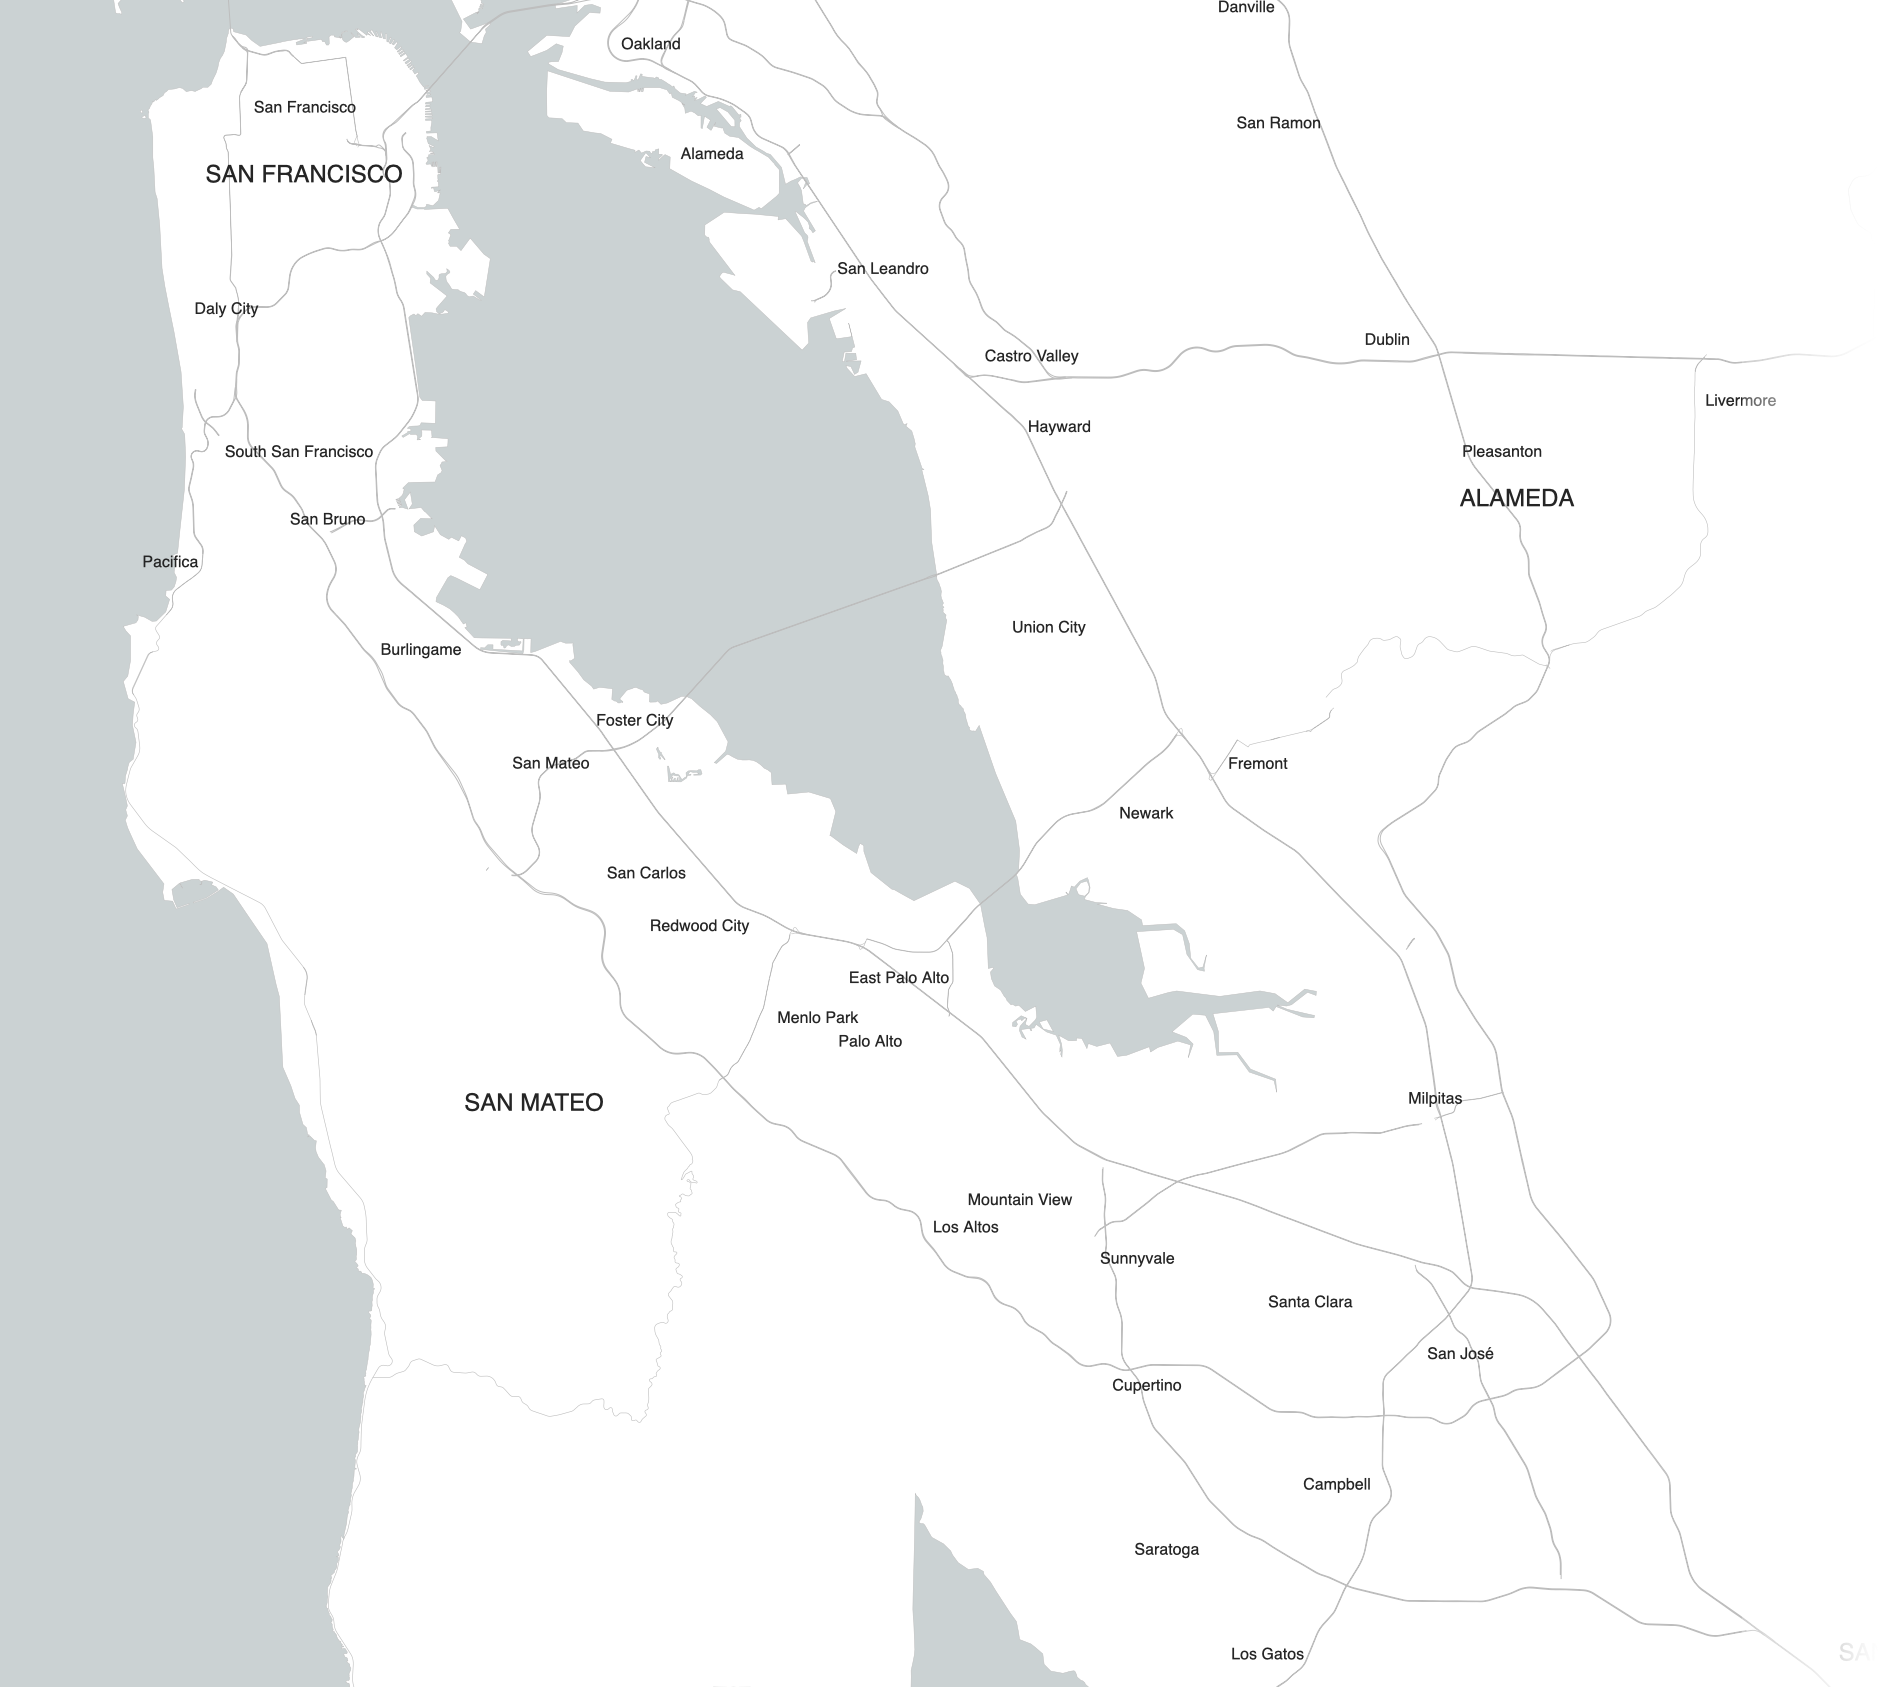 Danville
Oakland
San Francisco
San Ramon
Alameda
SAN FRANCISCO
San Leandro
Daly City
Dublin
Castro Valley
Livermore
Hayward
South San Francisco
Pleasanton
ALAMEDA
San Bruno
Pacifica
Union City
Burlingame
Foster City
San Mateo
Fremont
Newark
San Carlos
Redwood City
East Palo Alto
Menlo Park
Palo Alto
Milpitas
SAN MATEO
Mountain View
Los Altos
Sunnyvale
Santa Clara
San José
Cupertino
Campbell
Saratoga
Los Gatos
SA